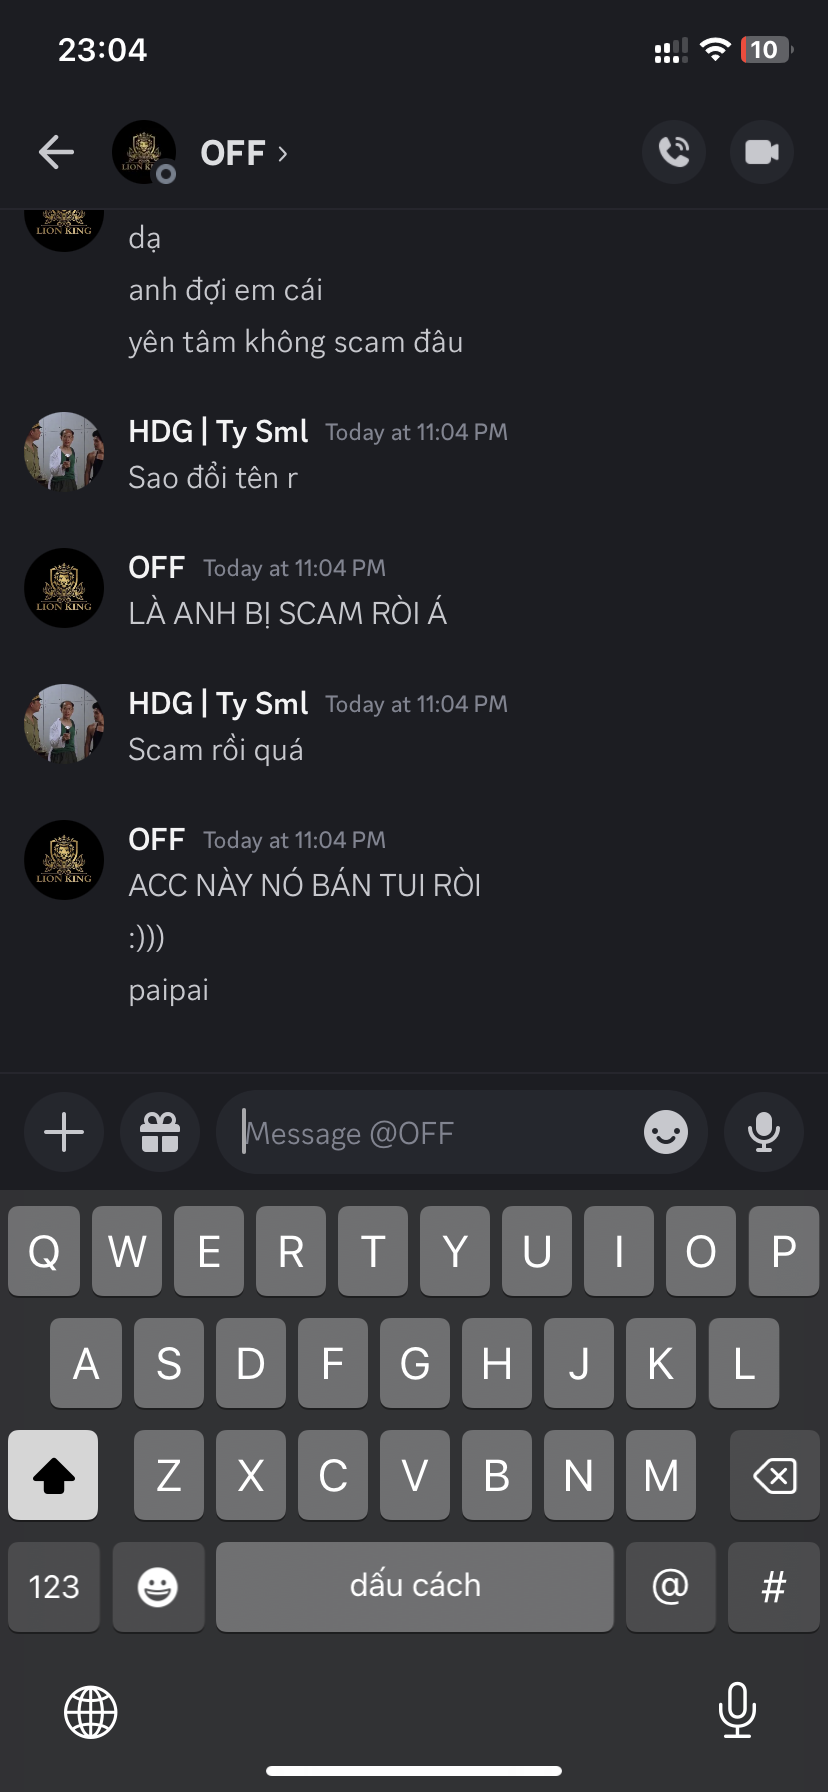 23:04
10
LION KING
OFF
LION KING
dạ
anh đợi em cái
yên tâm không scam đâu
HDG | Ty Sml Today at 11:04 PM
Sao đổi tên r
OFF Today at 11:04 PM
LION KING
LÀ ANH BỊ SCAM RÒI Á
HDG | Ty Sml Today at 11:04 PM
Scam rồi quá
OFF Today at 11:04 PM
LION KING
ACC NÀY NÓ BÁN TUI RÒI
:)))
paipai
Message @OFF
Q W E R T Y U I O P
A S D F G H J K L
Z X C V B N M
123 dấu cách @ #